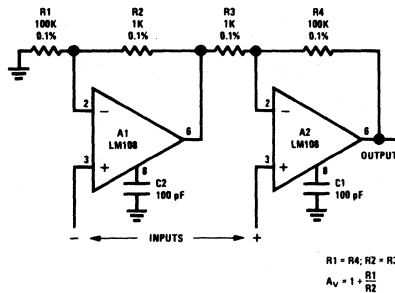 R1
100K
0.1%
R2
1K
0.1%
R3
1K
0.1%
R4
100K
0.1%
2
A1
LM108
6
3
8
C2
100 pF
2
A2
LM108
6
OUTPUT
3
8
C1
100 pF
− INPUTS +
R1 = R4; R2 = R3
Av = 1 + R1
R2